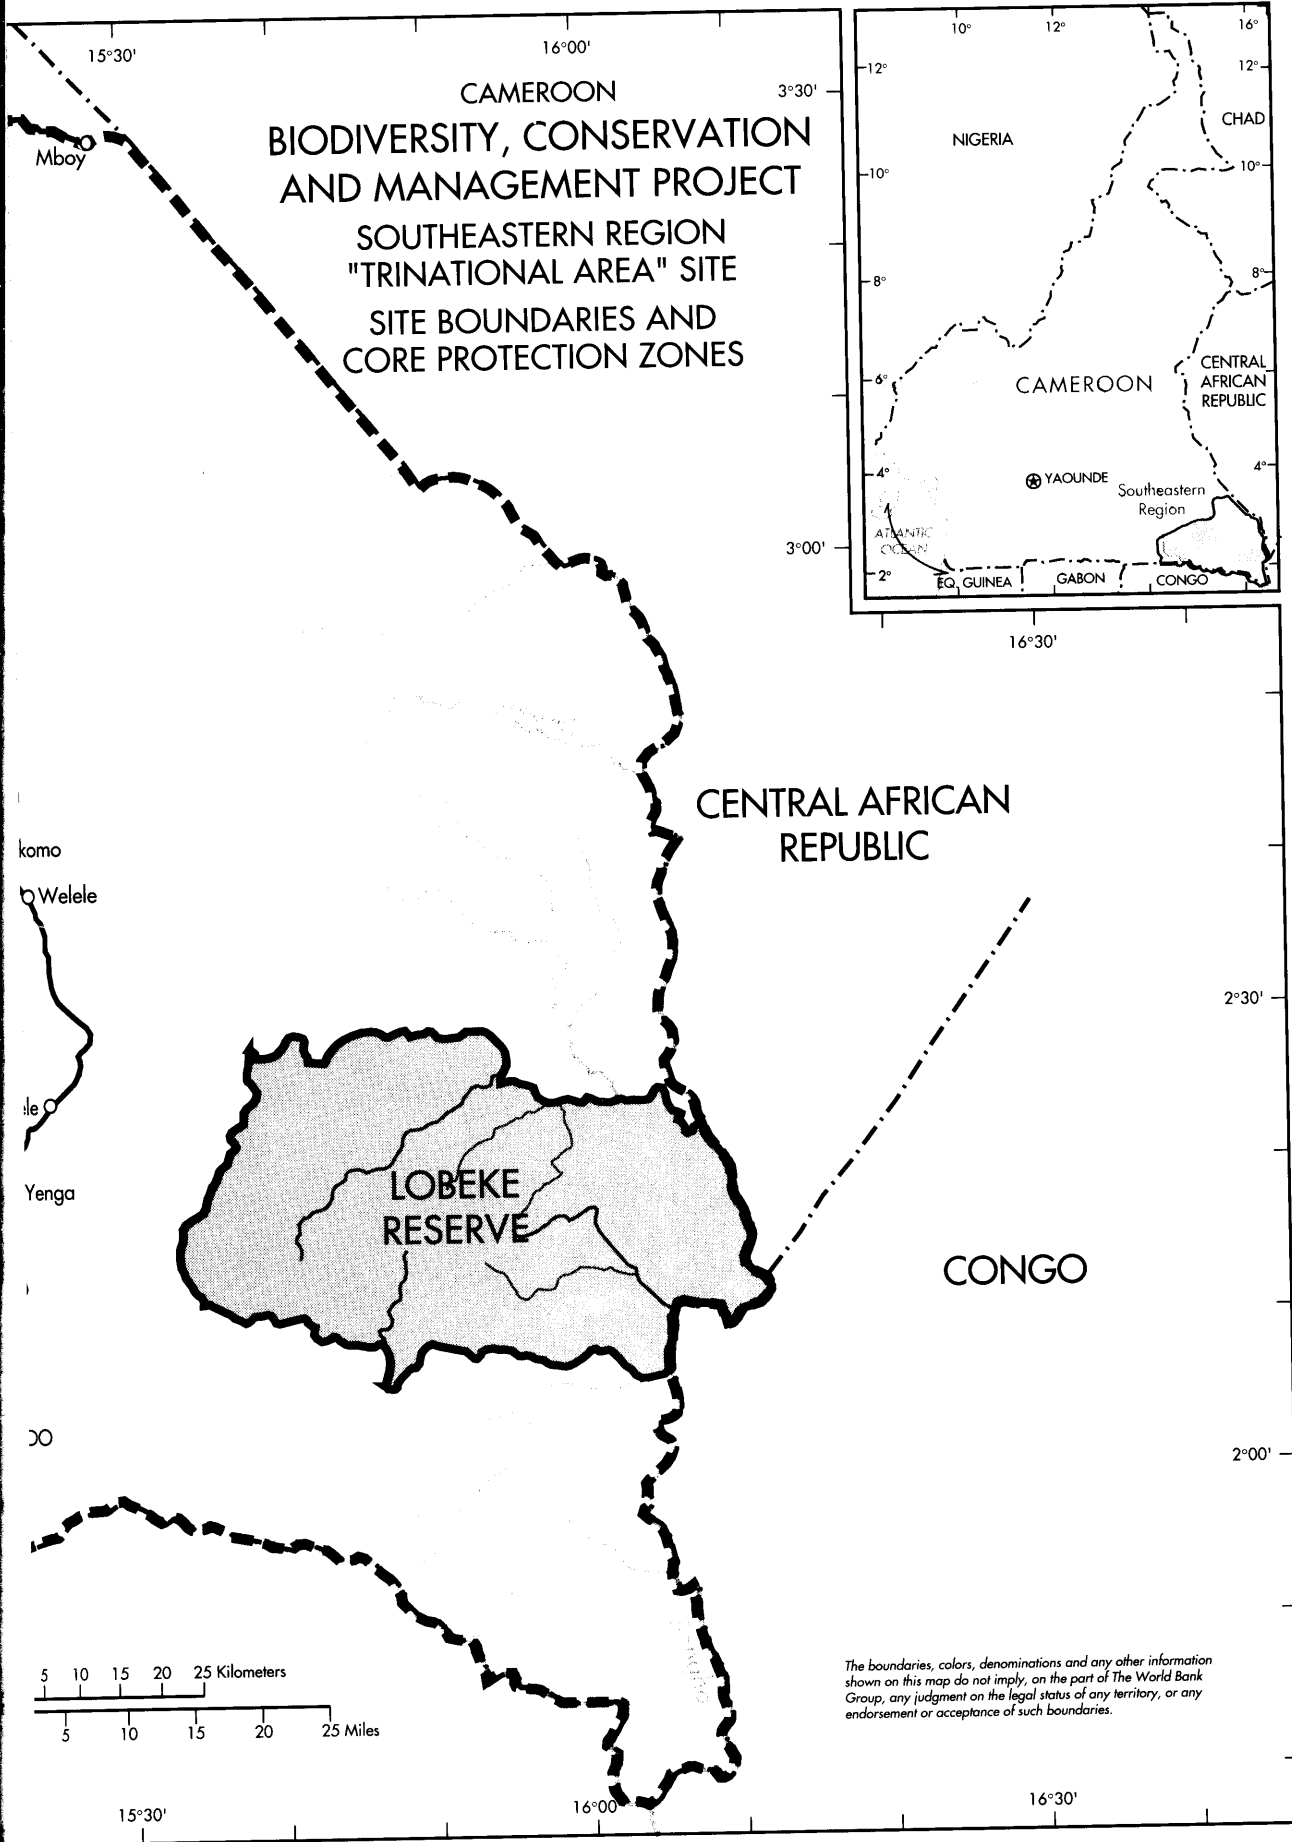 15°30'
16°00'
CAMEROON
3°30'
BIODIVERSITY, CONSERVATION
AND MANAGEMENT PROJECT
SOUTHEASTERN REGION
"TRINATIONAL AREA" SITE
SITE BOUNDARIES AND
CORE PROTECTION ZONES
Mboy
10°
12°
16°
12°
12°
NIGERIA
CHAD
10°
10°
8°
8°
CENTRAL
AFRICAN
REPUBLIC
6°
CAMEROON
4°
4°
YAOUNDE
Southeastern
Region
ATLANTIC
OCEAN
2°
EQ. GUINEA
GABON
CONGO
3°00'
16°30'
CENTRAL AFRICAN
REPUBLIC
komo
Welele
2°30'
le
LOBEKE
RESERVE
Yenga
CONGO
2°00'
5 10 15 20 25 Kilometers
5 10 15 20 25 Miles
The boundaries, colors, denominations and any other information
shown on this map do not imply, on the part of The World Bank
Group, any judgment on the legal status of any territory, or any
endorsement or acceptance of such boundaries.
15°30'
16°00'
16°30'